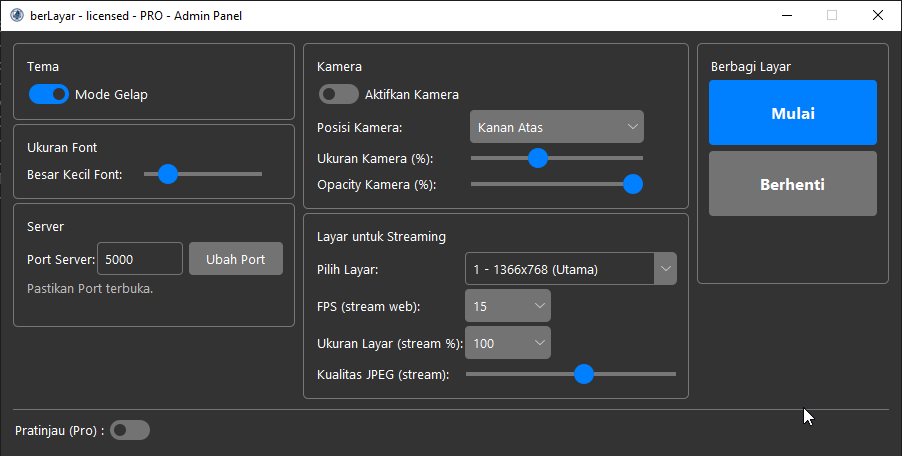 berLayar - licensed - PRO - Admin Panel
Tema
Mode Gelap
Ukuran Font
Besar Kecil Font:
Server
Port Server: 5000 Ubah Port
Pastikan Port terbuka.
Kamera
Aktifkan Kamera
Posisi Kamera: Kanan Atas
Ukuran Kamera (%):
Opacity Kamera (%):
Layar untuk Streaming
Pilih Layar: 1 - 1366x768 (Utama)
FPS (stream web): 15
Ukuran Layar (stream %): 100
Kualitas JPEG (stream):
Berbagi Layar
Mulai
Berhenti
Pratinjau (Pro) :